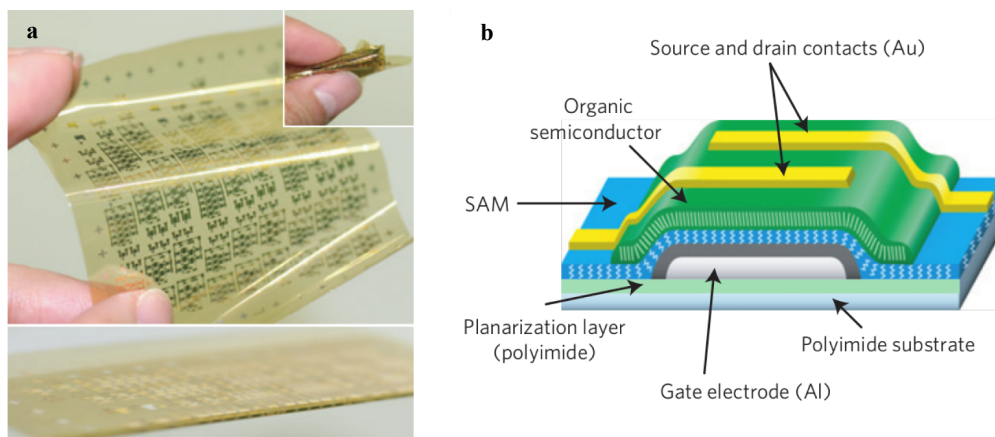 a
b
Source and drain contacts (Au)
Organic
semiconductor
SAM
Planarization layer
(polyimide)
Polyimide substrate
Gate electrode (Al)